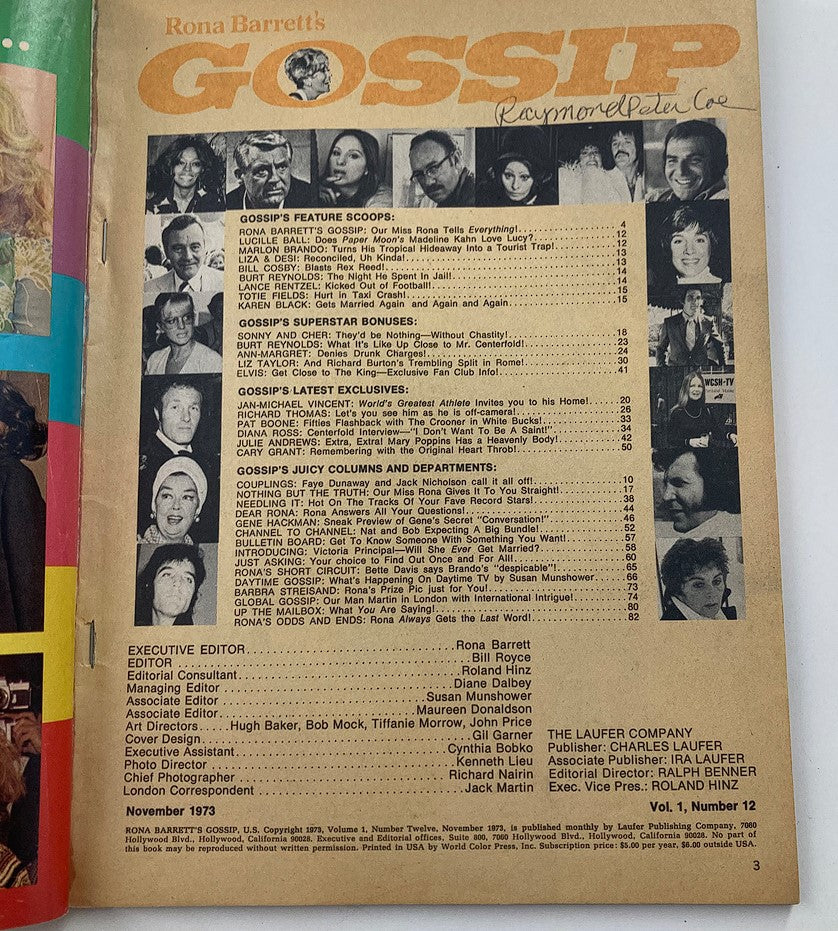 Rona Barrett's
GOSSIP
Raymond Peter Coe
WCSH-TV
GOSSIP'S FEATURE SCOOPS:
RONA BARRETT'S GOSSIP: Our Miss Rona Tells Everything!..........4
LUCILLE BALL: Does Paper Moon's Madeline Kahn Love Lucy?..........12
MARLON BRANDO: Turns His Tropical Hideaway Into a Tourist Trap!..........12
LIZA & DESI: Reconciled, Uh Kinda!..........13
BILL COSBY: Blasts Rex Reed!..........13
BURT REYNOLDS: The Night He Spent In Jail!..........14
LANCE RENTZEL: Kicked Out of Football!..........14
TOTIE FIELDS: Hurt in Taxi Crash!..........15
KAREN BLACK: Gets Married Again and Again and Again..........15
GOSSIP'S SUPERSTAR BONUSES:
SONNY AND CHER: They'd be Nothing—Without Chastity!..........18
BURT REYNOLDS: What It's Like Up Close to Mr. Centerfold!..........23
ANN-MARGRET: Denies Drunk Charges!..........24
LIZ TAYLOR: And Richard Burton's Trembling Split in Rome!..........30
ELVIS: Get Close to The King—Exclusive Fan Club Info!..........41
GOSSIP'S LATEST EXCLUSIVES:
JAN-MICHAEL VINCENT: World's Greatest Athlete Invites you to his Home!..........20
RICHARD THOMAS: Let's you see him as he is off-camera!..........26
PAT BOONE: Fifties Flashback with The Crooner in White Bucks!..........33
DIANA ROSS: Centerfold Interview—"I Don't Want To Be A Saint!"..........34
JULIE ANDREWS: Extra, Extra! Mary Poppins Has a Heavenly Body!..........42
CARY GRANT: Remembering with the Original Heart Throb!..........50
GOSSIP'S JUICY COLUMNS AND DEPARTMENTS:
COUPLINGS: Faye Dunaway and Jack Nicholson call it all off!..........10
NOTHING BUT THE TRUTH: Our Miss Rona Gives It To You Straight!..........17
NEEDLING IT: Hot On The Tracks Of Your Fave Record Stars!..........38
DEAR RONA: Rona Answers All Your Questions!..........44
GENE HACKMAN: Sneak Preview of Gene's Secret "Conversation!"..........46
CHANNEL TO CHANNEL: Nat and Bob Expecting A Big Bundle!..........52
BULLETIN BOARD: Get To Know Someone With Something You Want!..........57
INTRODUCING: Victoria Principal—Will She Ever Get Married?..........58
JUST ASKING: Your choice to Find Out Once and For All!..........60
RONA'S SHORT CIRCUIT: Bette Davis says Brando's "despicable"!..........65
DAYTIME GOSSIP: What's Happening On Daytime TV by Susan Munshower..........66
BARBRA STREISAND: Rona's Prize Pic just for You!..........73
GLOBAL GOSSIP: Our Man Martin in London with International Intrigue!..........74
UP THE MAILBOX: What You Are Saying!..........80
RONA'S ODDS AND ENDS: Rona Always Gets the Last Word!..........82
EXECUTIVE EDITOR..........Rona Barrett
EDITOR..........Bill Royce
Editorial Consultant..........Roland Hinz
Managing Editor..........Diane Dalbey
Associate Editor..........Susan Munshower
Associate Editor..........Maureen Donaldson
Art Directors.....Hugh Baker, Bob Mock, Tiffanie Morrow, John Price
Cover Design..........Gil Garner
Executive Assistant..........Cynthia Bobko
Photo Director..........Kenneth Lieu
Chief Photographer..........Richard Nairin
London Correspondent..........Jack Martin
THE LAUFER COMPANY
Publisher: CHARLES LAUFER
Associate Publisher: IRA LAUFER
Editorial Director: RALPH BENNER
Exec. Vice Pres.: ROLAND HINZ
November 1973
Vol. 1, Number 12
RONA BARRETT'S GOSSIP, U.S. Copyright 1973, Volume 1, Number Twelve, November 1973, is published monthly by Laufer Publishing Company, 7060
Hollywood Blvd., Hollywood, California 90028. Executive and Editorial offices, Suite 800, 7060 Hollywood Blvd., Hollywood, California 90028. No part of
this book may be reproduced without written permission. Printed in USA by World Color Press, Inc. Subscription price: $5.00 per year, $6.00 outside USA.
3